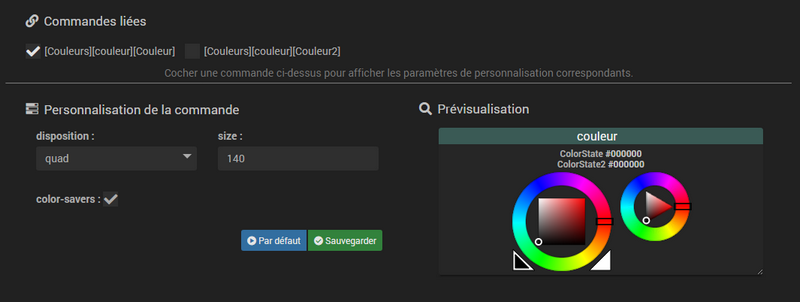 Commandes liées
[Couleurs][couleur][Couleur] [Couleurs][couleur][Couleur2]
Cocher une commande ci-dessus pour afficher les paramètres de personnalisation correspondants.
Personnalisation de la commande
disposition :
size :
quad
140
color-savers :
Par défaut
Sauvegarder
Prévisualisation
couleur
ColorState #000000
ColorState2 #000000